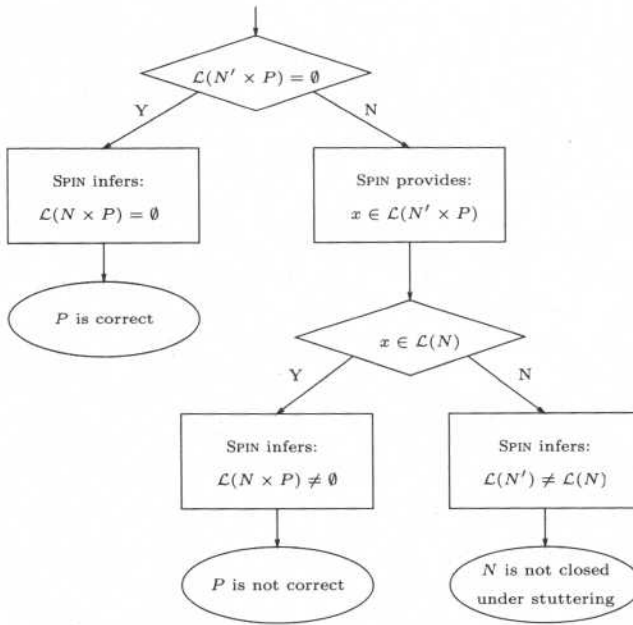 ℒ(N′ × P) = ∅
Y
N
SPIN infers:
ℒ(N × P) = ∅
SPIN provides:
x ∈ ℒ(N′ × P)
P is correct
x ∈ ℒ(N)
Y
N
SPIN infers:
ℒ(N × P) ≠ ∅
SPIN infers:
ℒ(N′) ≠ ℒ(N)
P is not correct
N is not closed
under stuttering